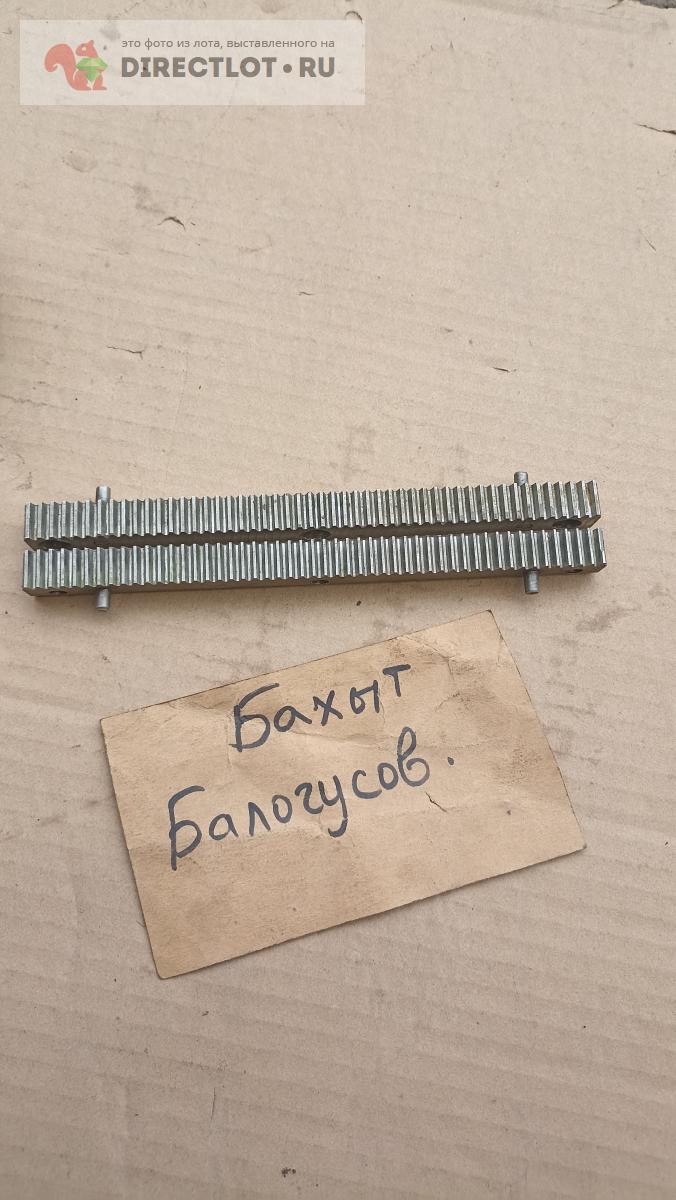 это фото из лота, выставленного на
DIRECTLOT•RU
Бахыт
Балогусов.